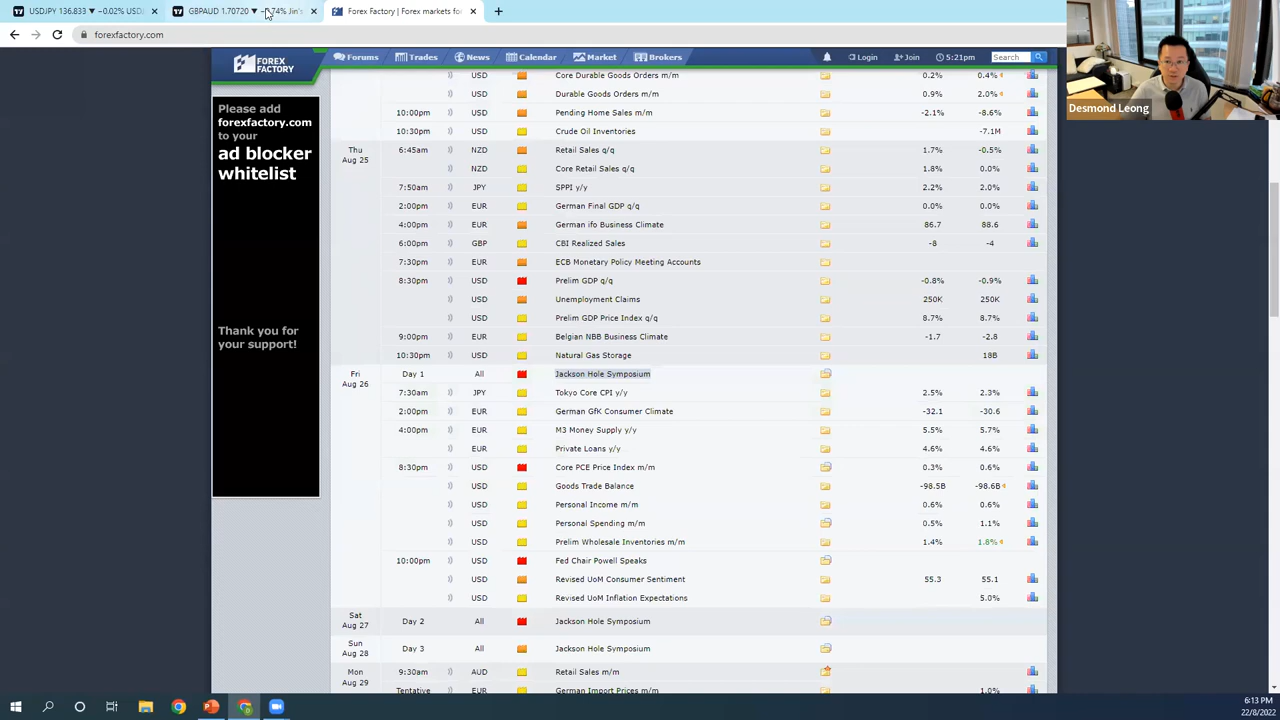 USDJPY 136.833 ▼ −0.02% USD
GBPAUD 1.70720 ▼ −0.74% Jin's
Forex Factory | Forex markets for
forexfactory.com
FOREX FACTORY
Forums Trades News Calendar Market Brokers Login Join 5:21pm Search
Please add
forexfactory.com
to your
ad blocker
whitelist
Thank you for
your support!
USD Core Durable Goods Orders m/m 0.2% 0.4%
USD Durable Goods Orders m/m 0.9% 2.0%
10:00pm USD Pending Home Sales m/m -2.1% -8.6%
10:30pm USD Crude Oil Inventories -7.1M
Thu Aug 25 6:45am NZD Retail Sales q/q 1.7% -0.5%
NZD Core Retail Sales q/q 1.8% 0.0%
7:50am JPY SPPI y/y 2.2% 2.0%
2:00pm EUR German Final GDP q/q 0.0% 0.0%
4:00pm EUR German ifo Business Climate 86.7 88.6
6:00pm GBP CBI Realized Sales -8 -4
7:30pm EUR ECB Monetary Policy Meeting Accounts
8:30pm USD Prelim GDP q/q -0.8% -0.9%
USD Unemployment Claims 250K 250K
USD Prelim GDP Price Index q/q 8.7% 8.7%
9:00pm EUR Belgian NBB Business Climate -1.7 -2.8
10:30pm USD Natural Gas Storage 18B
Fri Aug 26 Day 1 All Jackson Hole Symposium
7:30am JPY Tokyo Core CPI y/y 2.5% 2.3%
2:00pm EUR German GfK Consumer Climate -32.1 -30.6
4:00pm EUR M3 Money Supply y/y 5.5% 5.7%
EUR Private Loans y/y 4.6% 4.6%
8:30pm USD Core PCE Price Index m/m 0.3% 0.6%
USD Goods Trade Balance -98.5B -98.6B
USD Personal Income m/m 0.6% 0.6%
USD Personal Spending m/m 0.5% 1.1%
USD Prelim Wholesale Inventories m/m 1.4% 1.8%
10:00pm USD Fed Chair Powell Speaks
USD Revised UoM Consumer Sentiment 55.3 55.1
USD Revised UoM Inflation Expectations 5.0%
Sat Aug 27 Day 2 All Jackson Hole Symposium
Sun Aug 28 Day 3 All Jackson Hole Symposium
Mon Aug 29 9:30am AUD Retail Sales m/m
Tentative EUR German Import Prices m/m 1.0%
Desmond Leong
6:13 PM
22/8/2022